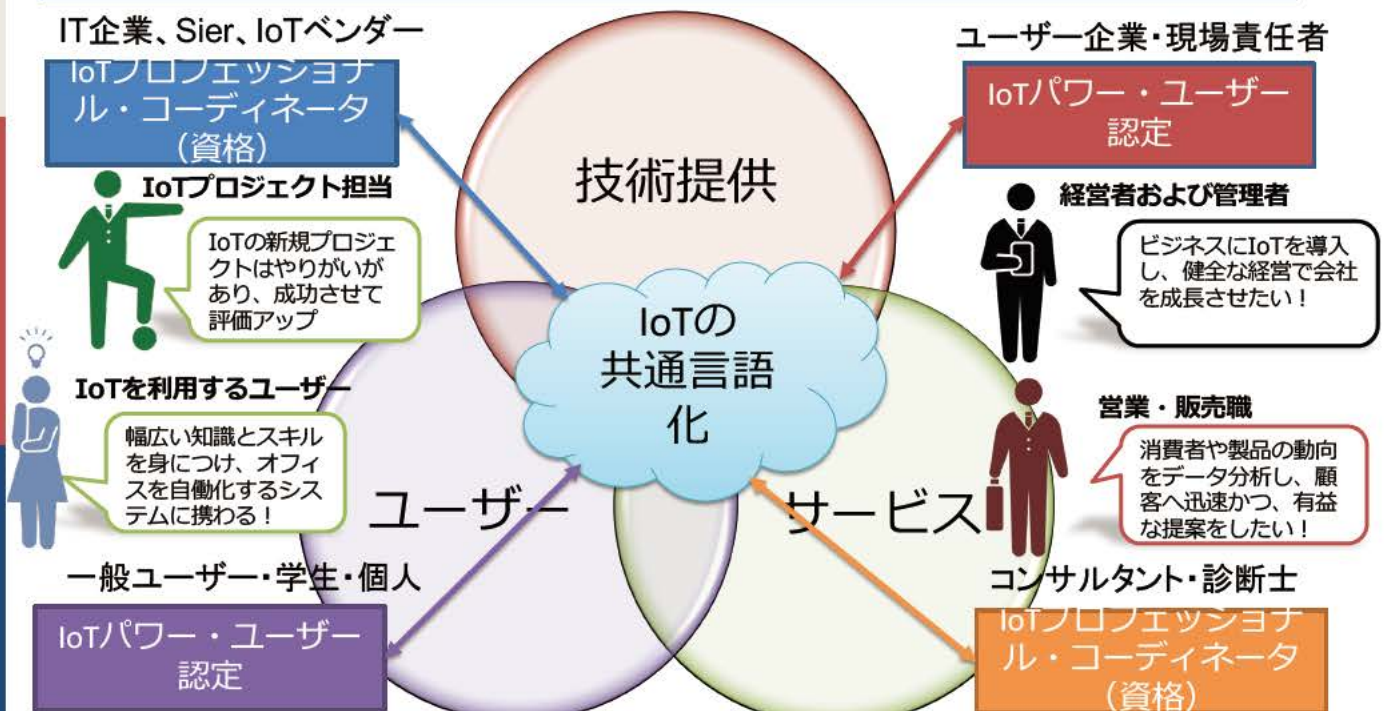 IT企業、Sier、IoTベンダー
IoTプロフェッショナ
ル・コーディネータ
（資格）
ユーザー企業・現場責任者
IoTパワー・ユーザー
認定
技術提供
IoTプロジェクト担当
IoTの新規プロジェ
クトはやりがいが
あり、成功させて
評価アップ
経営者および管理者
ビジネスにIoTを導入
し、健全な経営で会社
を成長させたい！
IoTの
共通言語
化
IoTを利用するユーザー
幅広い知識とスキル
を身につけ、オフィ
スを自働化するシス
テムに携わる！
営業・販売職
消費者や製品の動向
をデータ分析し、顧
客へ迅速かつ、有益
な提案をしたい！
ユーザー
サービス
一般ユーザー・学生・個人
IoTパワー・ユーザー
認定
コンサルタント・診断士
IoTプロフェッショナ
ル・コーディネータ
（資格）